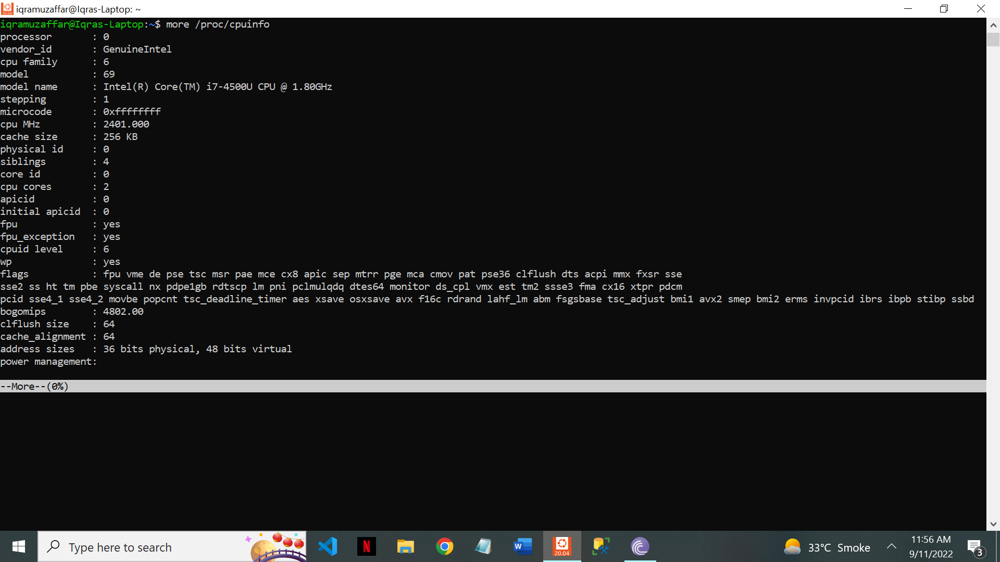 iqramuzaffar@Iqras-Laptop: ~
iqramuzaffar@Iqras-Laptop:~$ more /proc/cpuinfo
processor       : 0
vendor_id       : GenuineIntel
cpu family      : 6
model           : 69
model name      : Intel(R) Core(TM) i7-4500U CPU @ 1.80GHz
stepping        : 1
microcode       : 0xffffffff
cpu MHz         : 2401.000
cache size      : 256 KB
physical id     : 0
siblings        : 4
core id         : 0
cpu cores       : 2
apicid          : 0
initial apicid  : 0
fpu             : yes
fpu_exception   : yes
cpuid level     : 6
wp              : yes
flags           : fpu vme de pse tsc msr pae mce cx8 apic sep mtrr pge mca cmov pat pse36 clflush dts acpi mmx fxsr sse
sse2 ss ht tm pbe syscall nx pdpe1gb rdtscp lm pni pclmulqdq dtes64 monitor ds_cpl vmx est tm2 ssse3 fma cx16 xtpr pdcm
pcid sse4_1 sse4_2 movbe popcnt tsc_deadline_timer aes xsave osxsave avx f16c rdrand lahf_lm abm fsgsbase tsc_adjust bmi1 avx2 smep bmi2 erms invpcid ibrs ibpb stibp ssbd
bogomips        : 4802.00
clflush size    : 64
cache_alignment : 64
address sizes   : 36 bits physical, 48 bits virtual
power management:
--More--(0%)
Type here to search
N
W
20.04
33°C Smoke
11:56 AM
9/11/2022
3